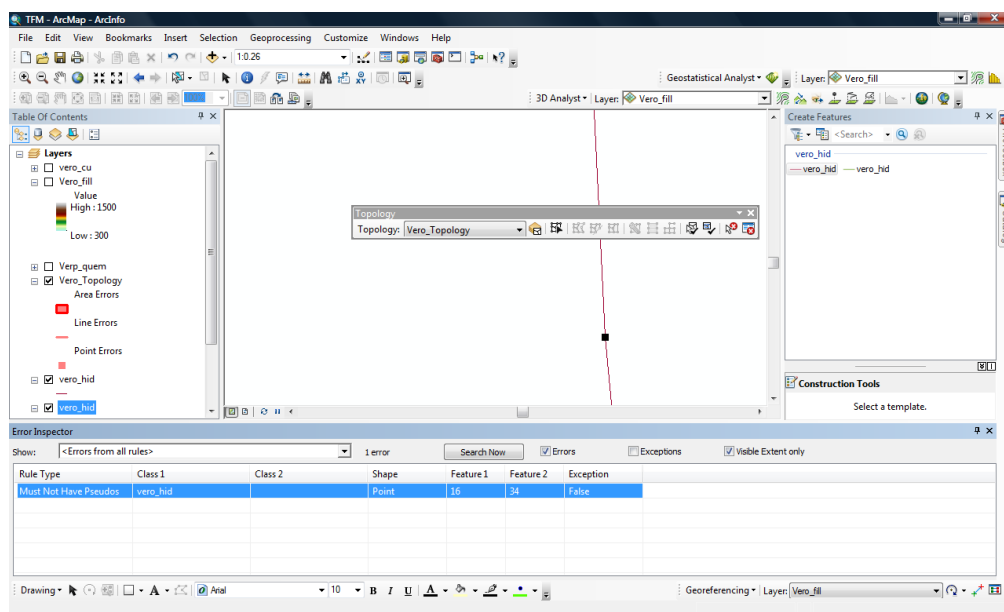 TFM - ArcMap - ArcInfo
File Edit View Bookmarks Insert Selection Geoprocessing Customize Windows Help
1:0.26
Geostatistical Analyst Layer: Vero_fill
3D Analyst Layer: Vero_fill
Table Of Contents
Layers
vero_cu
Vero_fill
Value
High : 1500
Low : 300
Verp_quem
Vero_Topology
Area Errors
Line Errors
Point Errors
vero_hid
vero_hid
Topology
Topology: Vero_Topology
Create Features
<Search>
vero_hid
vero_hid vero_hid
Construction Tools
Select a template.
Error Inspector
Show: <Errors from all rules> 1 error Search Now Errors Exceptions Visible Extent only
Rule Type Class 1 Class 2 Shape Feature 1 Feature 2 Exception
Must Not Have Pseudos vero_hid Point 16 34 False
Drawing A Arial 10 B I U A Georeferencing Layer: Vero_fill